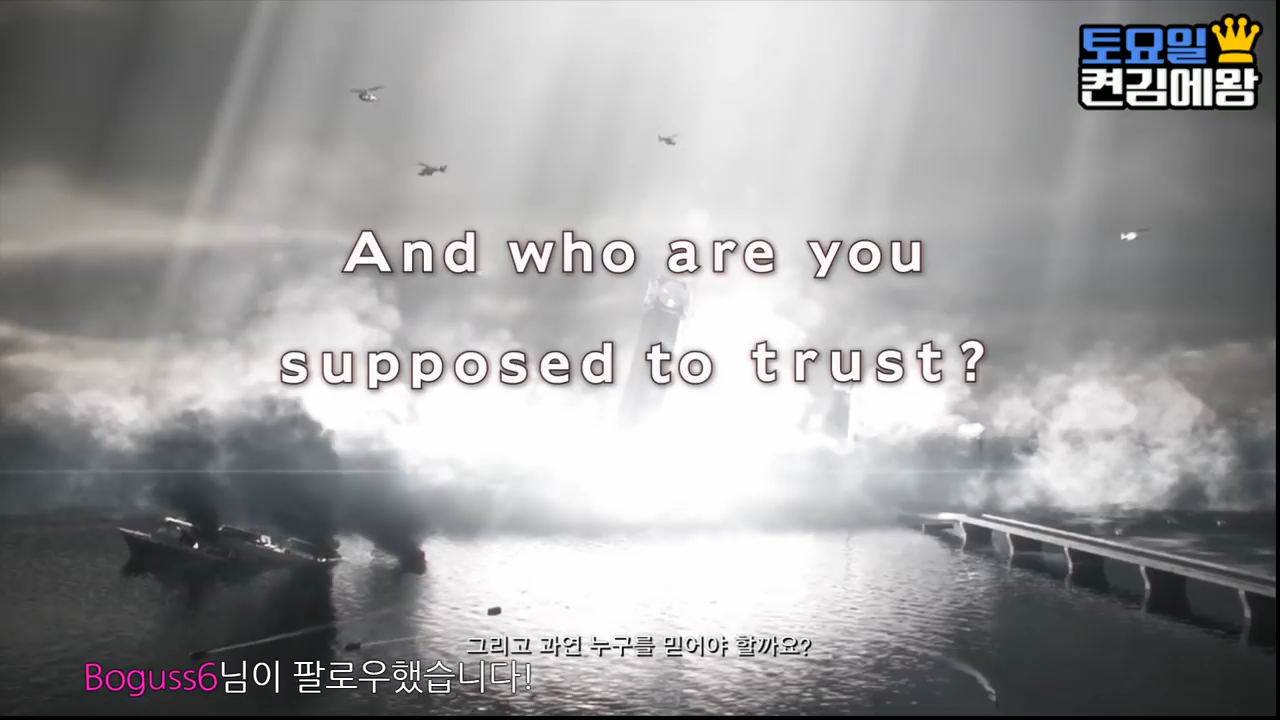 토요일
켠김에왕
And who are you
supposed to trust?
그리고 과연 누구를 믿어야 할까요?
Boguss6님이 팔로우했습니다!